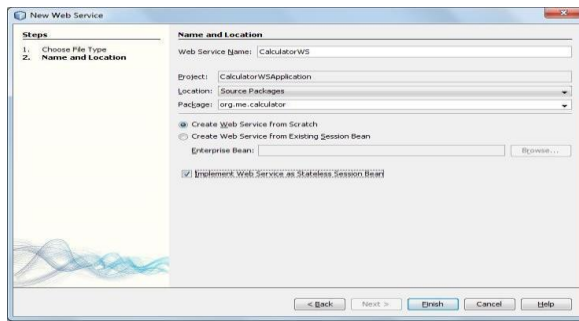 New Web Service
Steps
1. Choose File Type
2. Name and Location
Name and Location
Web Service Name: CalculatorWS
Project: CalculatorWSApplication
Location: Source Packages
Package: org.me.calculator
Create Web Service from Scratch
Create Web Service from Existing Session Bean
Enterprise Bean: Browse...
Implement Web Service as Stateless Session Bean
< Back Next > Finish Cancel Help